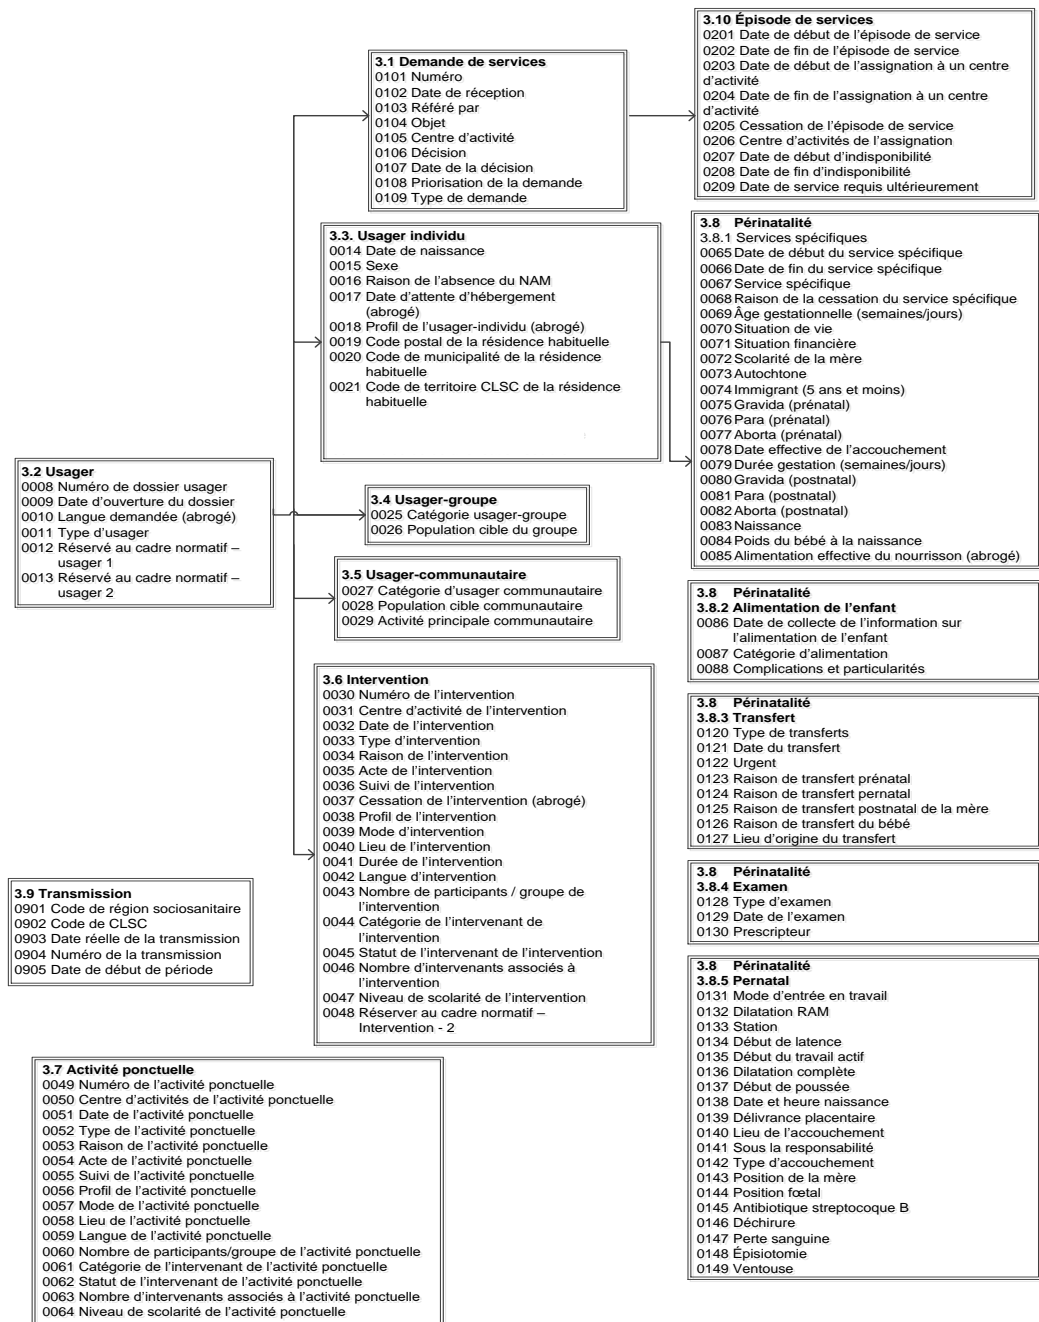 3.10 Épisode de services
0201 Date de début de l'épisode de service
0202 Date de fin de l'épisode de service
0203 Date de début de l'assignation à un centre
d'activité
0204 Date de fin de l'assignation à un centre
d'activité
0205 Cessation de l'épisode de service
0206 Centre d'activités de l'assignation
0207 Date de début d'indisponibilité
0208 Date de fin d'indisponibilité
0209 Date de service requis ultérieurement
3.1 Demande de services
0101 Numéro
0102 Date de réception
0103 Référé par
0104 Objet
0105 Centre d'activité
0106 Décision
0107 Date de la décision
0108 Priorisation de la demande
0109 Type de demande
3.3. Usager individu
0014 Date de naissance
0015 Sexe
0016 Raison de l'absence du NAM
0017 Date d'attente d'hébergement
(abrogé)
0018 Profil de l'usager-individu (abrogé)
0019 Code postal de la résidence habituelle
0020 Code de municipalité de la résidence
habituelle
0021 Code de territoire CLSC de la résidence
habituelle
3.8 Périnatalité
3.8.1 Services spécifiques
0065 Date de début du service spécifique
0066 Date de fin du service spécifique
0067 Service spécifique
0068 Raison de la cessation du service spécifique
0069 Âge gestationnelle (semaines/jours)
0070 Situation de vie
0071 Situation financière
0072 Scolarité de la mère
0073 Autochtone
0074 Immigrant (5 ans et moins)
0075 Gravida (prénatal)
0076 Para (prénatal)
0077 Aborta (prénatal)
0078 Date effective de l'accouchement
0079 Durée gestation (semaines/jours)
0080 Gravida (postnatal)
0081 Para (postnatal)
0082 Aborta (postnatal)
0083 Naissance
0084 Poids du bébé à la naissance
0085 Alimentation effective du nourrisson (abrogé)
3.2 Usager
0008 Numéro de dossier usager
0009 Date d'ouverture du dossier
0010 Langue demandée (abrogé)
0011 Type d'usager
0012 Réservé au cadre normatif –
usager 1
0013 Réservé au cadre normatif –
usager 2
3.4 Usager-groupe
0025 Catégorie usager-groupe
0026 Population cible du groupe
3.5 Usager-communautaire
0027 Catégorie d'usager communautaire
0028 Population cible communautaire
0029 Activité principale communautaire
3.8 Périnatalité
3.8.2 Alimentation de l'enfant
0086 Date de collecte de l'information sur
l'alimentation de l'enfant
0087 Catégorie d'alimentation
0088 Complications et particularités
3.6 Intervention
0030 Numéro de l'intervention
0031 Centre d'activité de l'intervention
0032 Date de l'intervention
0033 Type d'intervention
0034 Raison de l'intervention
0035 Acte de l'intervention
0036 Suivi de l'intervention
0037 Cessation de l'intervention (abrogé)
0038 Profil de l'intervention
0039 Mode d'intervention
0040 Lieu de l'intervention
0041 Durée de l'intervention
0042 Langue d'intervention
0043 Nombre de participants / groupe de
l'intervention
0044 Catégorie de l'intervenant de
l'intervention
0045 Statut de l'intervenant de l'intervention
0046 Nombre d'intervenants associés à
l'intervention
0047 Niveau de scolarité de l'intervention
0048 Réserver au cadre normatif –
Intervention - 2
3.8 Périnatalité
3.8.3 Transfert
0120 Type de transferts
0121 Date du transfert
0122 Urgent
0123 Raison de transfert prénatal
0124 Raison de transfert pernatal
0125 Raison de transfert postnatal de la mère
0126 Raison de transfert du bébé
0127 Lieu d'origine du transfert
3.8 Périnatalité
3.8.4 Examen
0128 Type d'examen
0129 Date de l'examen
0130 Prescripteur
3.9 Transmission
0901 Code de région sociosanitaire
0902 Code de CLSC
0903 Date réelle de la transmission
0904 Numéro de la transmission
0905 Date de début de période
3.8 Périnatalité
3.8.5 Pernatal
0131 Mode d'entrée en travail
0132 Dilatation RAM
0133 Station
0134 Début de latence
0135 Début du travail actif
0136 Dilatation complète
0137 Début de poussée
0138 Date et heure naissance
0139 Délivrance placentaire
0140 Lieu de l'accouchement
0141 Sous la responsabilité
0142 Type d'accouchement
0143 Position de la mère
0144 Position fœtal
0145 Antibiotique streptocoque B
0146 Déchirure
0147 Perte sanguine
0148 Épisiotomie
0149 Ventouse
3.7 Activité ponctuelle
0049 Numéro de l'activité ponctuelle
0050 Centre d'activités de l'activité ponctuelle
0051 Date de l'activité ponctuelle
0052 Type de l'activité ponctuelle
0053 Raison de l'activité ponctuelle
0054 Acte de l'activité ponctuelle
0055 Suivi de l'activité ponctuelle
0056 Profil de l'activité ponctuelle
0057 Mode de l'activité ponctuelle
0058 Lieu de l'activité ponctuelle
0059 Langue de l'activité ponctuelle
0060 Nombre de participants/groupe de l'activité ponctuelle
0061 Catégorie de l'intervenant de l'activité ponctuelle
0062 Statut de l'intervenant de l'activité ponctuelle
0063 Nombre d'intervenants associés à l'activité ponctuelle
0064 Niveau de scolarité de l'activité ponctuelle